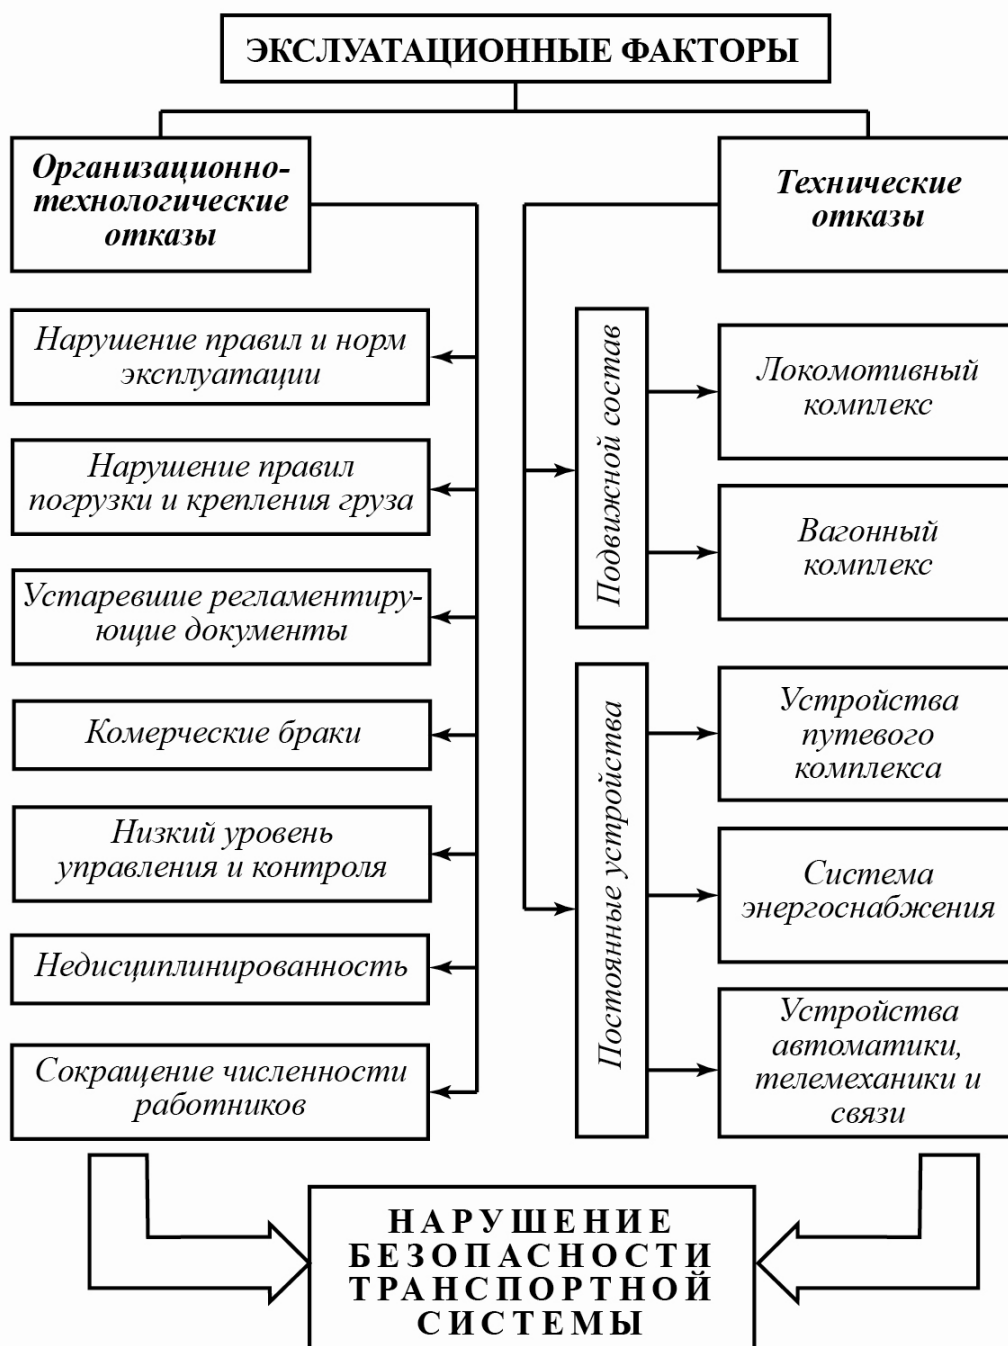 ЭКСЛУАТАЦИОННЫЕ ФАКТОРЫ
Организационно-
технологические
отказы
Нарушение правил и норм
эксплуатации
Нарушение правил
погрузки и крепления груза
Устаревшие регламентиру-
ющие документы
Комерческие браки
Низкий уровень
управления и контроля
Недисциплинированность
Сокращение численности
работников
Технические
отказы
Подвижной состав
Локомотивный
комплекс
Вагонный
комплекс
Постоянные устройства
Устройства
путевого
комплекса
Система
энергоснабжения
Устройства
автоматики,
телемеханики и
связи
НАРУШЕНИЕ
БЕЗОПАСНОСТИ
ТРАНСПОРТНОЙ
СИСТЕМЫ